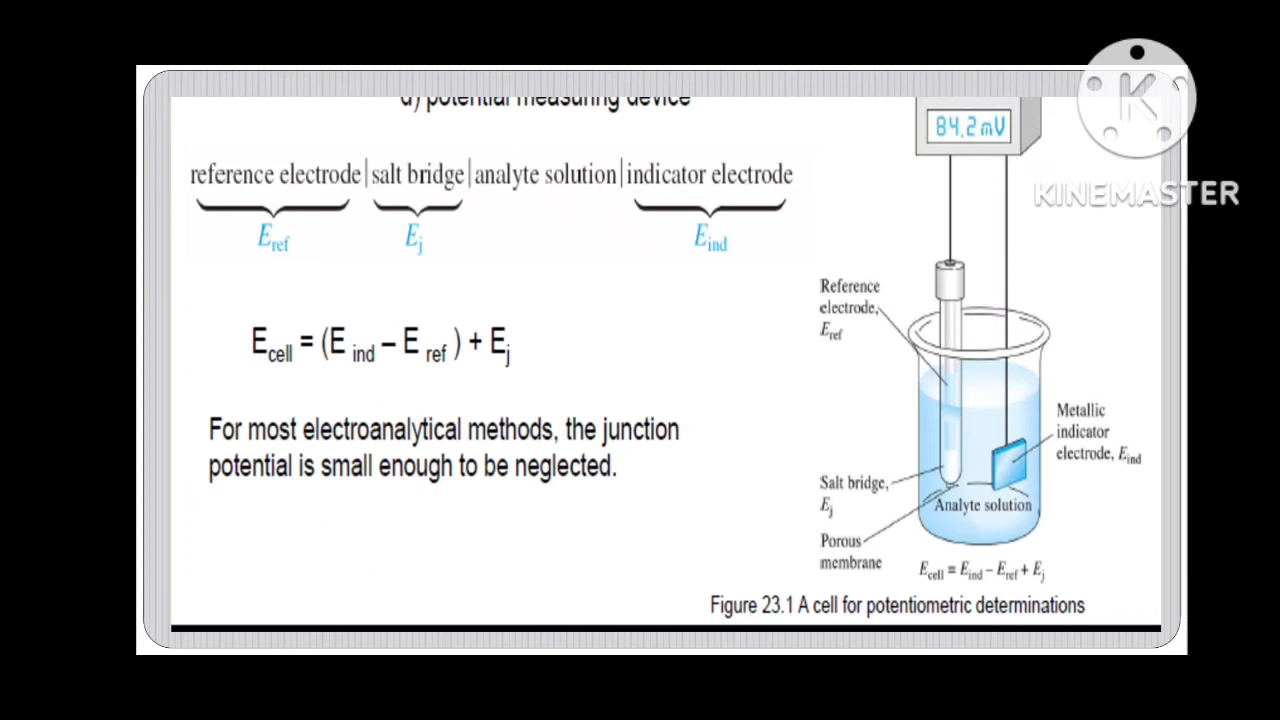 d) potential measuring device
84.2 mV
K
KINEMASTER
reference electrode|salt bridge|analyte solution|indicator electrode
Eref Ej Eind
Ecell = (E ind – E ref ) + Ej
For most electroanalytical methods, the junction
potential is small enough to be neglected.
Reference
electrode,
Eref
Metallic
indicator
electrode, Eind
Salt bridge,
Ej
Analyte solution
Porous
membrane
Ecell = Eind – Eref + Ej
Figure 23.1 A cell for potentiometric determinations